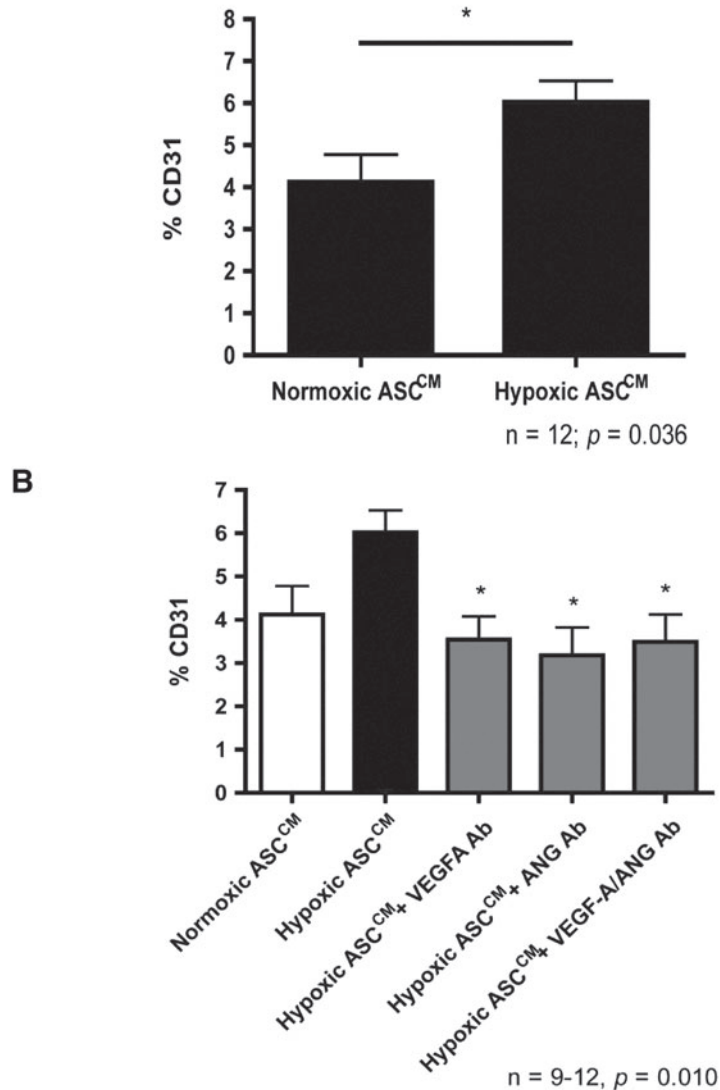 *
8
7
6
5
4
3
2
1
0
% CD31
Normoxic ASC^CM Hypoxic ASC^CM
n = 12; p = 0.036
B
7
6
5
4
3
2
1
0
% CD31
* * *
Normoxic ASC^CM
Hypoxic ASC^CM
Hypoxic ASC^CM+ VEGFA Ab
Hypoxic ASC^CM+ ANG Ab
Hypoxic ASC^CM+ VEGF-A/ANG Ab
n = 9-12, p = 0.010